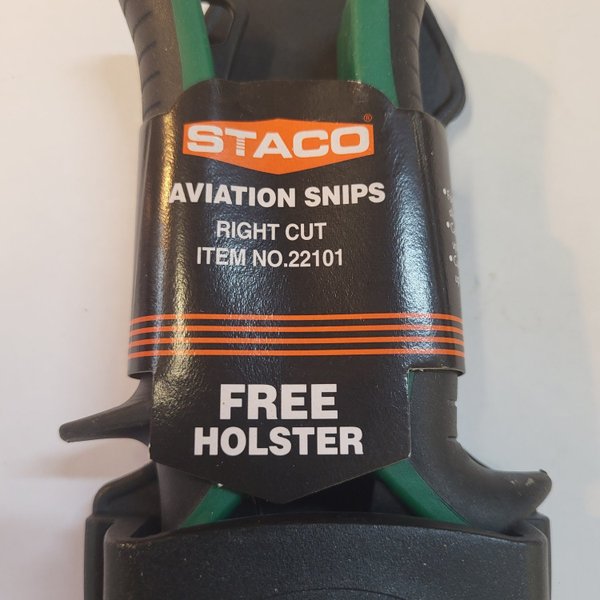 STACO®
AVIATION SNIPS
RIGHT CUT
ITEM NO.22101
FREE
HOLSTER